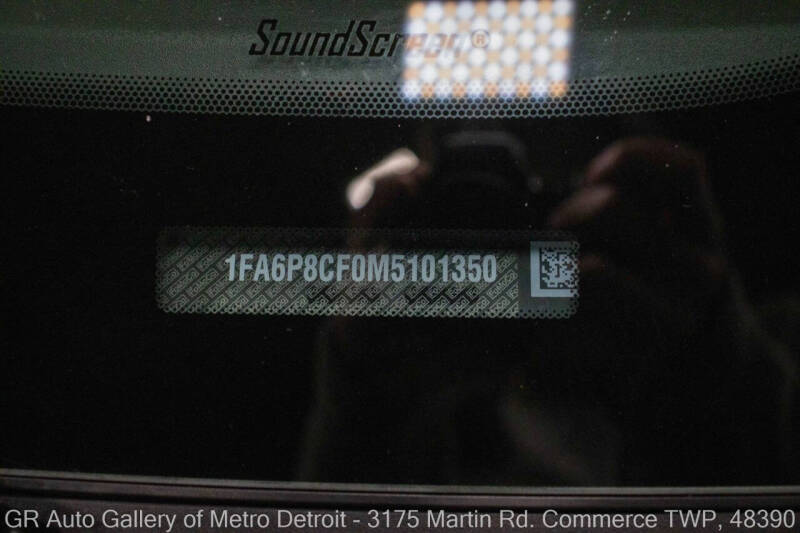 SoundScreen®
1FA6P8CF0M5101350
GR Auto Gallery of Metro Detroit - 3175 Martin Rd. Commerce TWP, 48390